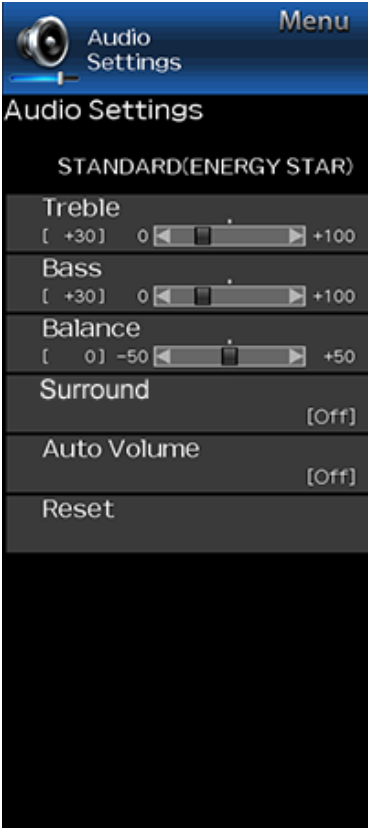 Menu
Audio
Settings
Audio Settings
STANDARD(ENERGY STAR)
Treble
[ +30] 0 +100
Bass
[ +30] 0 +100
Balance
[ 0] -50 +50
Surround
[Off]
Auto Volume
[Off]
Reset